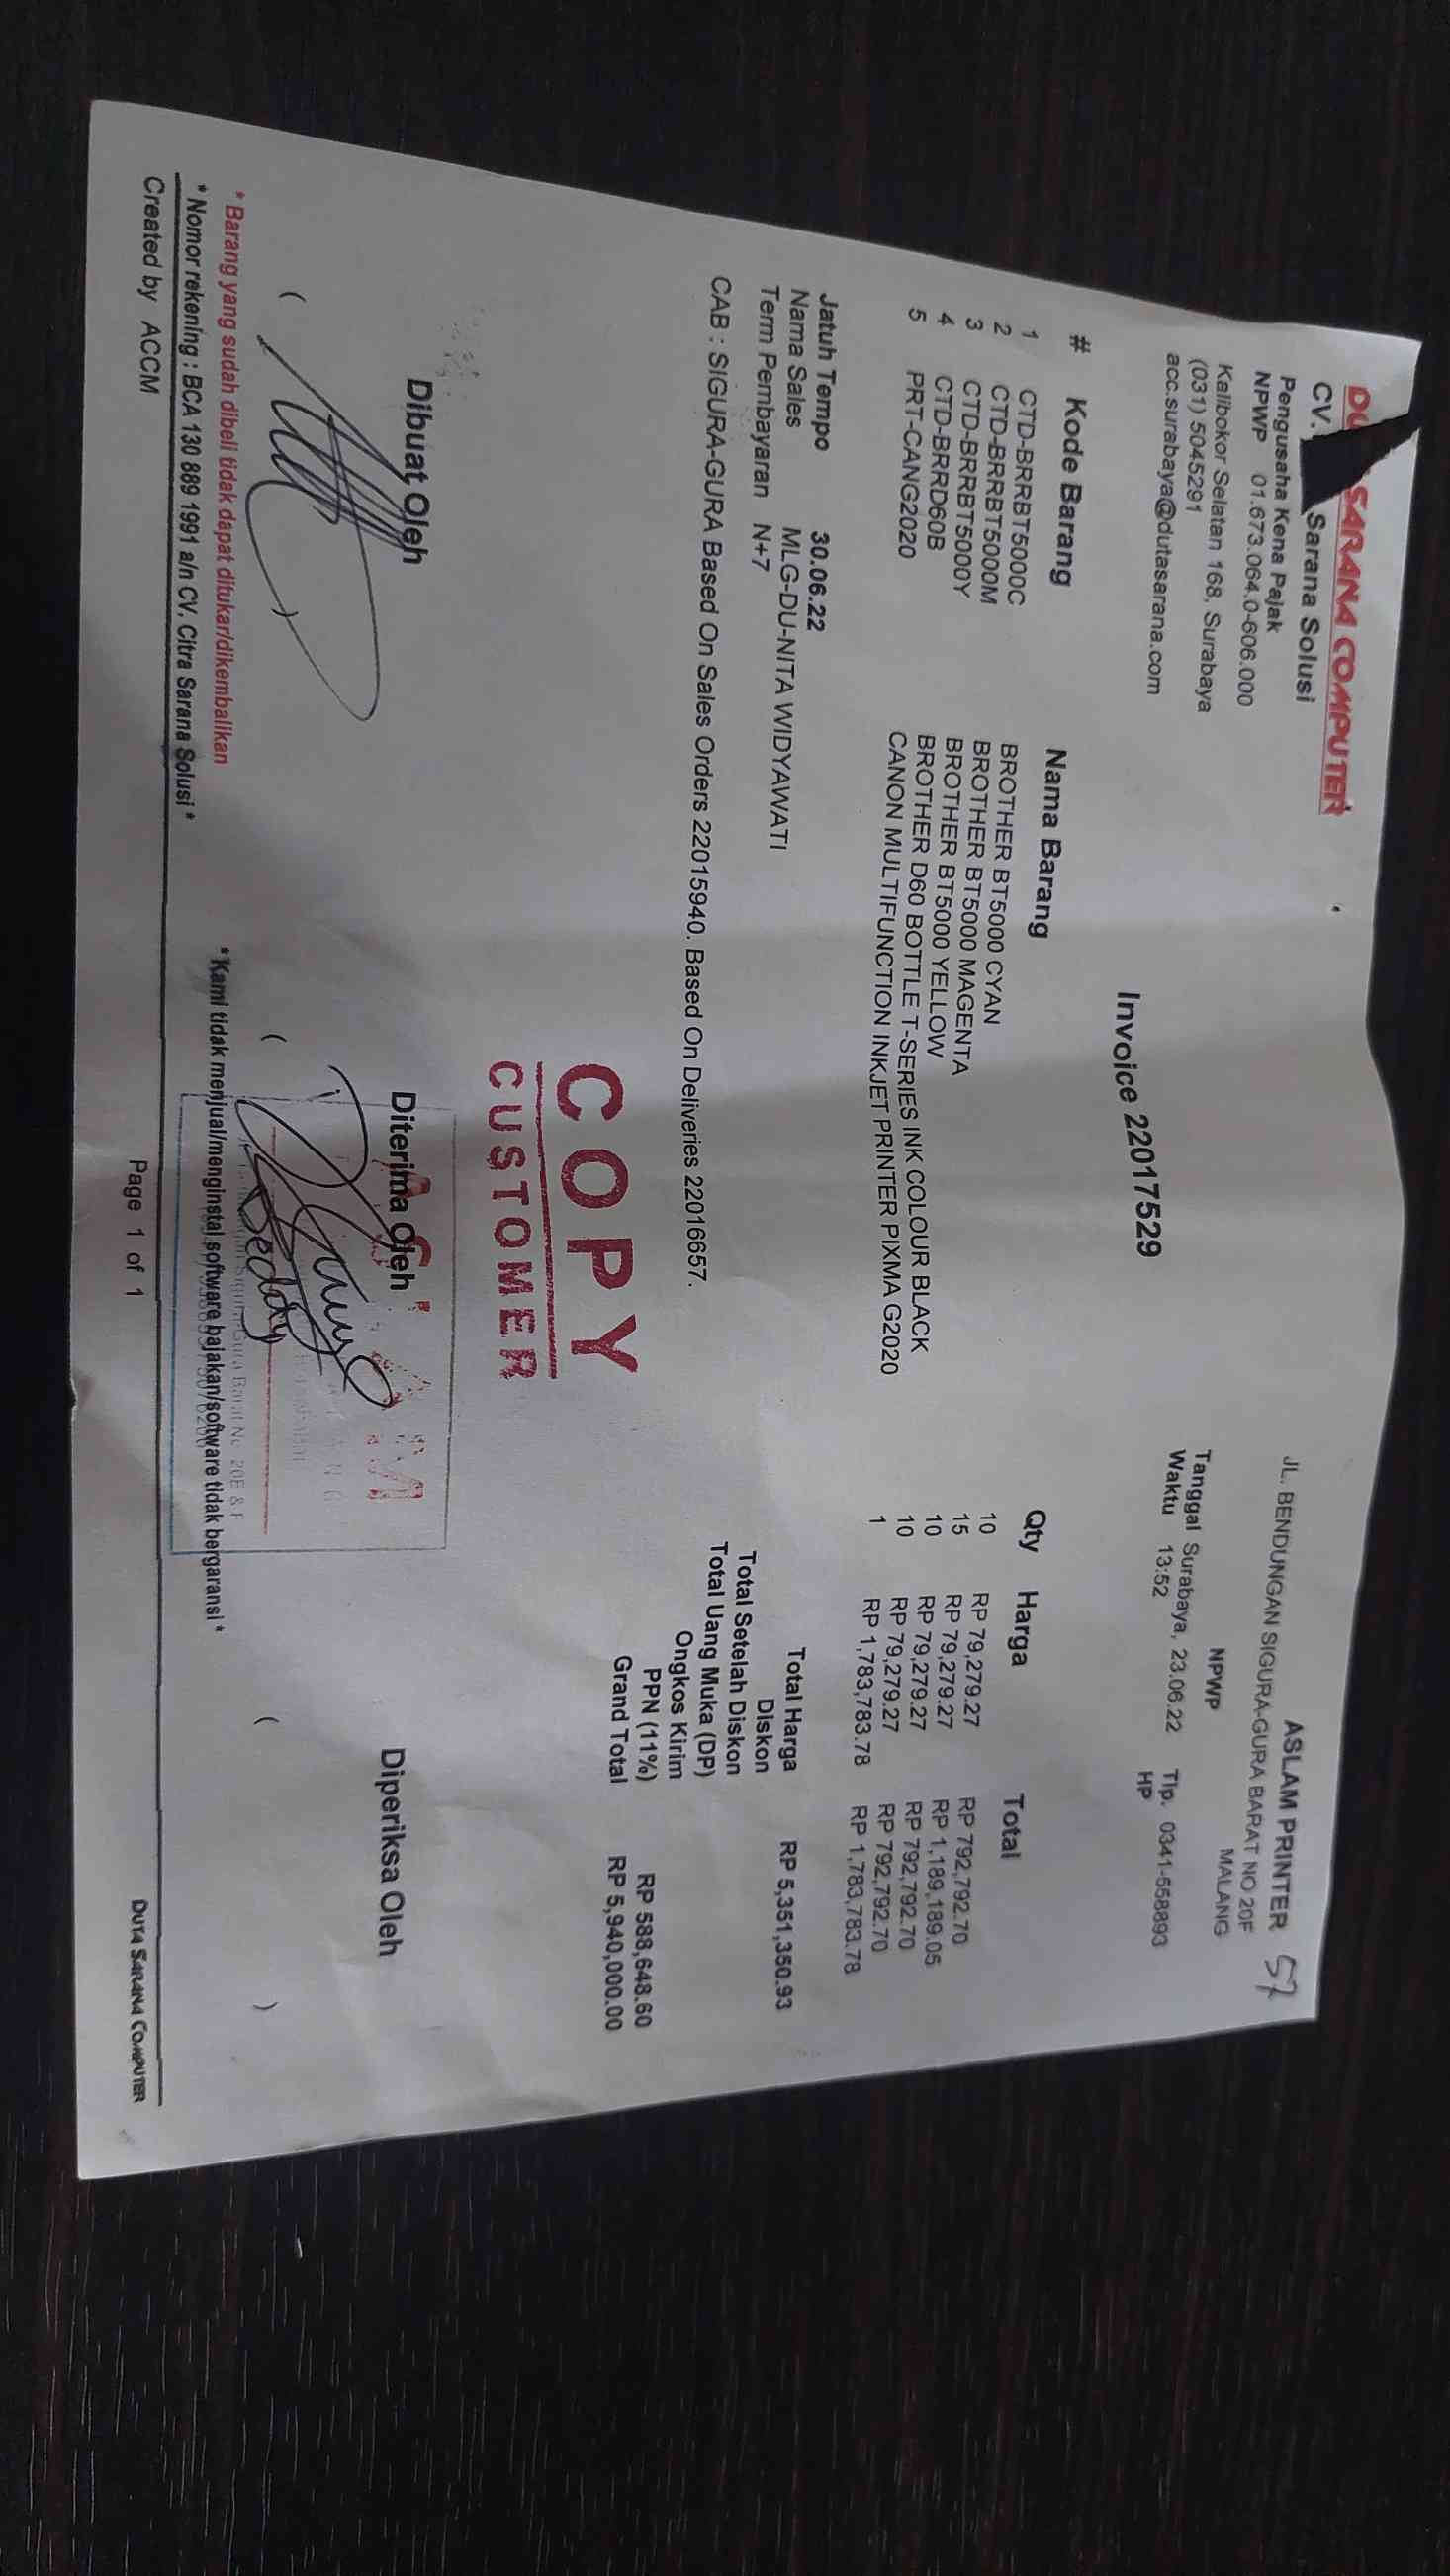 SARANA COMPUTER
CV. Sarana Solusi
Pengusaha Kena Pajak
NPWP 01.673.064.0-606.000
Kalibokor Selatan 168, Surabaya
(031) 5045291
acc.surabaya@dutasarana.com
Invoice 22017529
ASLAM PRINTER 57
JL. BENDUNGAN SIGURA-GURA BARAT NO 20F
MALANG
NPWP
Tanggal Surabaya, 23.06.22 Tlp. 0341-558893
Waktu 13:52 HP
# Kode Barang Nama Barang Qty Harga Total
1 CTD-BRRBT5000C BROTHER BT5000 CYAN 10 RP 79,279.27 RP 792,792.70
2 CTD-BRRBT5000M BROTHER BT5000 MAGENTA 15 RP 79,279.27 RP 1,189,189.05
3 CTD-BRRBT5000Y BROTHER BT5000 YELLOW 10 RP 79,279.27 RP 792,792.70
4 CTD-BRRD60B BROTHER D60 BOTTLE T-SERIES INK COLOUR BLACK 10 RP 79,279.27 RP 792,792.70
5 PRT-CANG2020 CANON MULTIFUNCTION INKJET PRINTER PIXMA G2020 1 RP 1,783,783.78 RP 1,783,783.78
Jatuh Tempo 30.06.22
Nama Sales MLG-DU-NITA WIDYAWATI
Term Pembayaran N+7
CAB : SIGURA-GURA Based On Sales Orders 22015940. Based On Deliveries 22016657.
Total Harga RP 5,351,350.93
Diskon
Total Setelah Diskon
Total Uang Muka (DP)
Ongkos Kirim
PPN (11%) RP 588,648.60
Grand Total RP 5,940,000.00
COPY
CUSTOMER
Dibuat Oleh Diterima Oleh Diperiksa Oleh
( ( ( )
* Barang yang sudah dibeli tidak dapat ditukar/dikembalikan
* Nomor rekening : BCA 130 889 1991 a/n CV. Citra Sarana Solusi *
*Kami tidak menjual/menginstal software bajakan/software tidak bergaransi *
Created by ACCM Page 1 of 1 DUTA SARANA COMPUTER